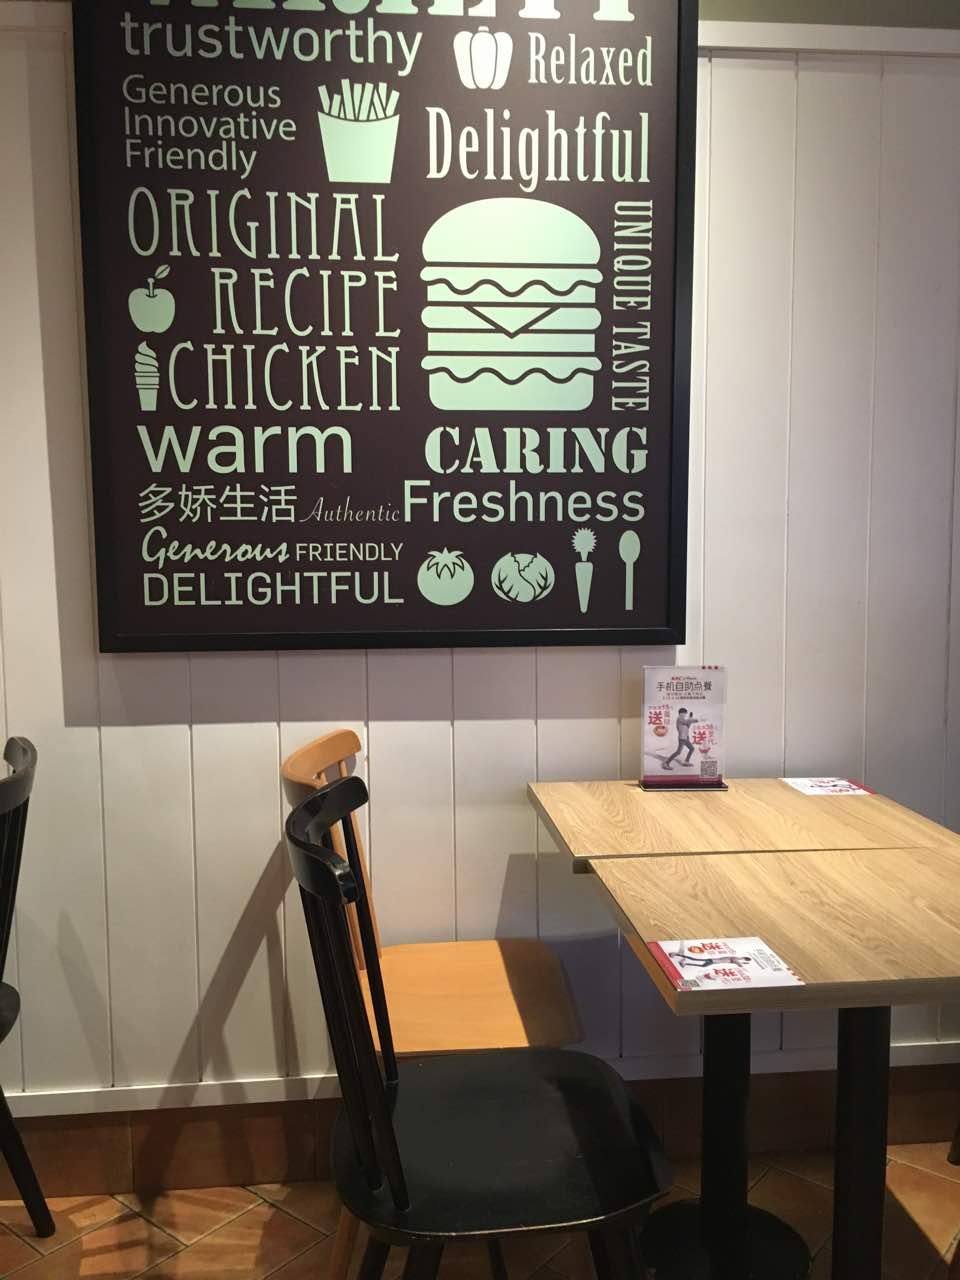 VARIETY
trustworthy
Relaxed
Generous
Innovative
Friendly
Delightful
ORIGINAL
RECIPE
CHICKEN
UNIQUE TASTE
warm
CARING
多娇生活 Authentic Freshness
Generous FRIENDLY
DELIGHTFUL
手机自助点餐
送
送